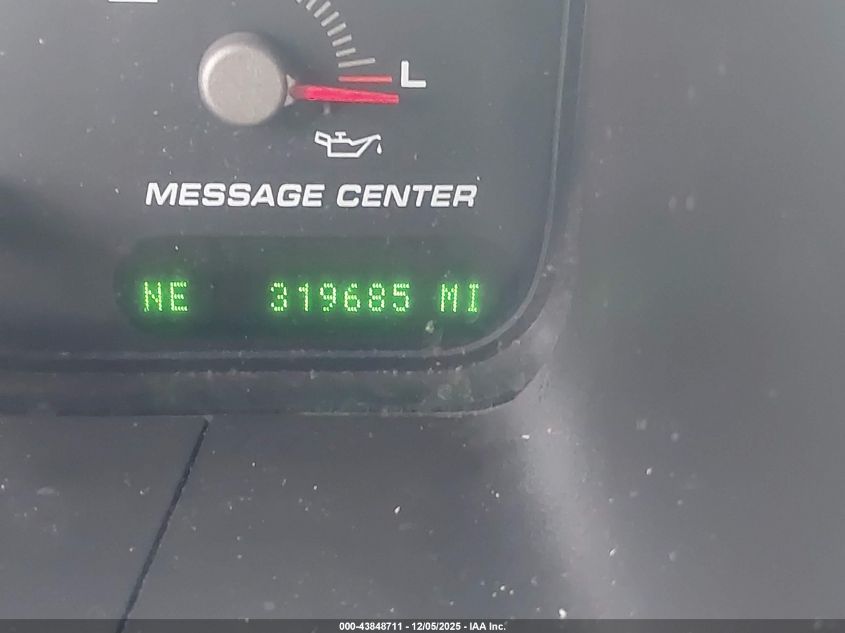 L
MESSAGE CENTER
NE 319685 MI
000-43848711 - 12/05/2025 - IAA Inc.